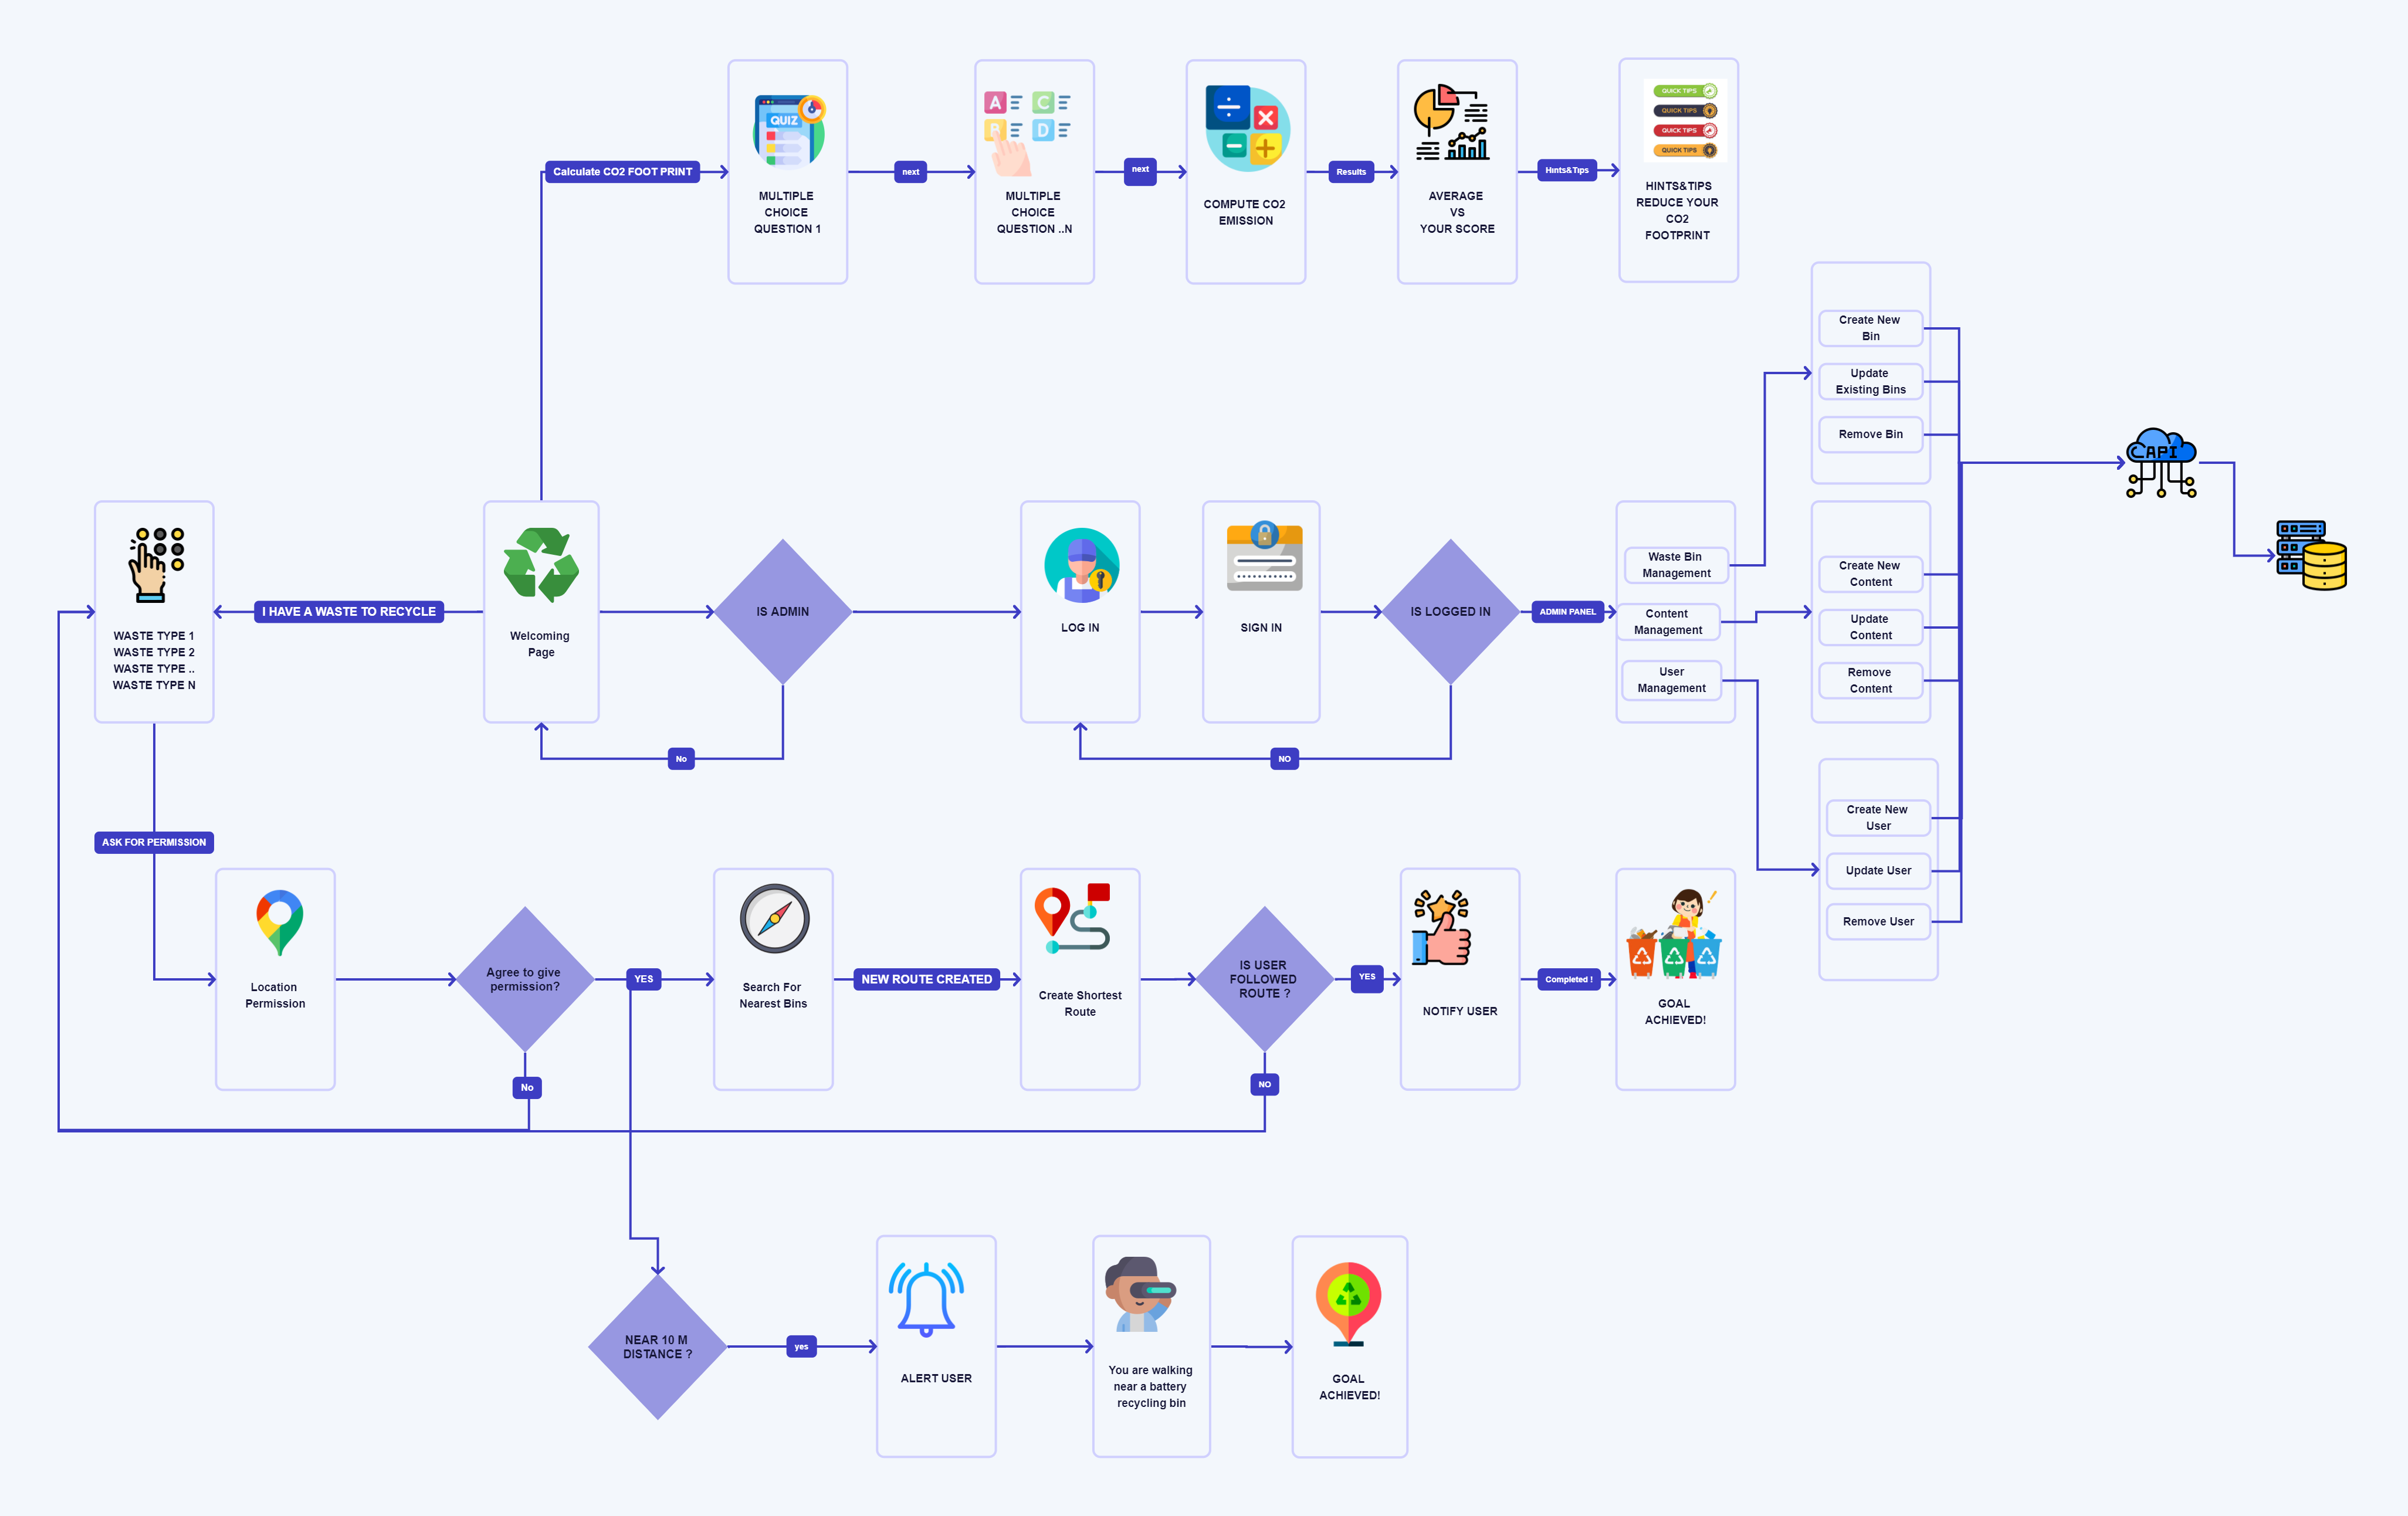 QUIZ
A
C
B
D
QUICK TIPS
QUICK TIPS
QUICK TIPS
QUICK TIPS
Calculate CO2 FOOT PRINT
next
next
Results
Hints&Tips
MULTIPLE
CHOICE
QUESTION 1
MULTIPLE
CHOICE
QUESTION ..N
COMPUTE CO2
EMISSION
AVERAGE
VS
YOUR SCORE
HINTS&TIPS
REDUCE YOUR
CO2
FOOTPRINT
Create New
Bin
Update
Existing Bins
Remove Bin
API
WASTE TYPE 1
WASTE TYPE 2
WASTE TYPE ..
WASTE TYPE N
I HAVE A WASTE TO RECYCLE
Welcoming
Page
IS ADMIN
No
LOG IN
SIGN IN
IS LOGGED IN
NO
ADMIN PANEL
Waste Bin
Management
Content
Management
User
Management
Create New
Content
Update
Content
Remove
Content
Create New
User
Update User
Remove User
ASK FOR PERMISSION
Location
Permission
Agree to give
permission?
YES
No
Search For
Nearest Bins
NEW ROUTE CREATED
Create Shortest
Route
IS USER
FOLLOWED
ROUTE ?
YES
NO
NOTIFY USER
Completed !
GOAL
ACHIEVED!
NEAR 10 M
DISTANCE ?
yes
ALERT USER
You are walking
near a battery
recycling bin
GOAL
ACHIEVED!